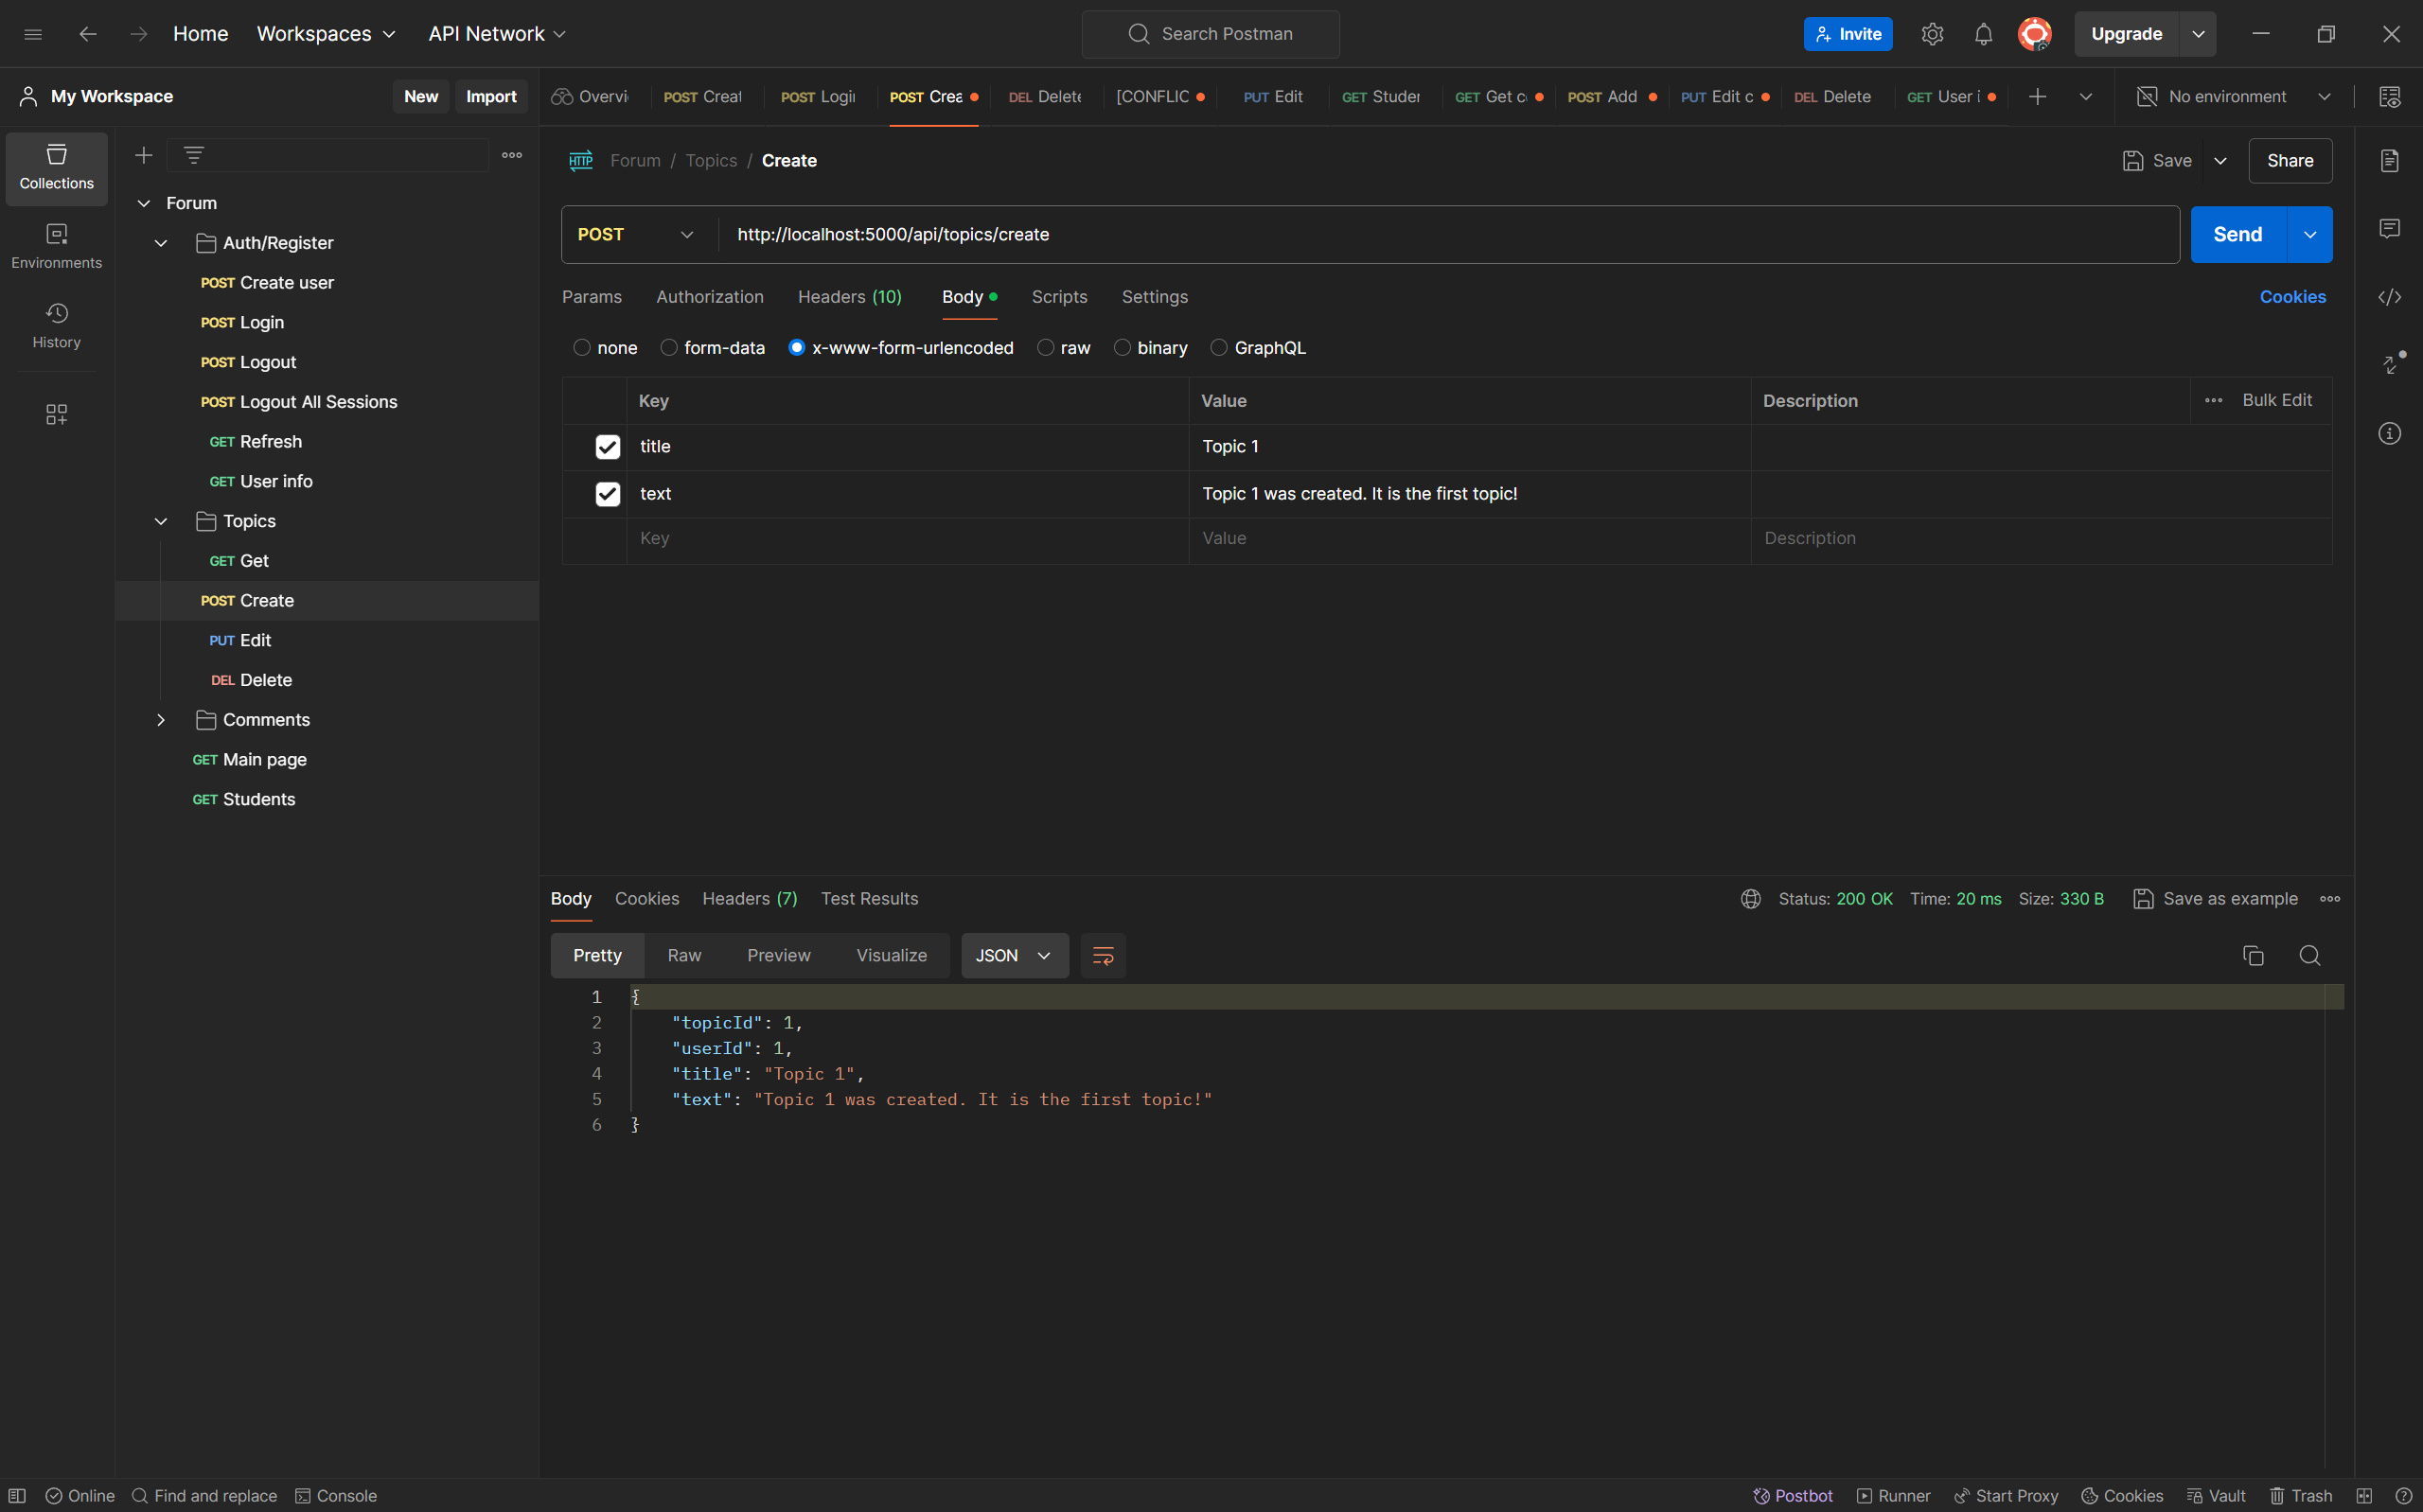 Home Workspaces API Network Search Postman Invite Upgrade
My Workspace New Import Overvi POST Creat POST Logi POST Crea DEL Delete [CONFLIC PUT Edit GET Studer GET Get c POST Add PUT Edit c DEL Delete GET User i No environment
Collections
Environments
History
Forum
Auth/Register
POST Create user
POST Login
POST Logout
POST Logout All Sessions
GET Refresh
GET User info
Topics
GET Get
POST Create
PUT Edit
DEL Delete
Comments
GET Main page
GET Students
HTTP Forum / Topics / Create Save Share
POST http://localhost:5000/api/topics/create Send
Params Authorization Headers (10) Body Scripts Settings Cookies
none form-data x-www-form-urlencoded raw binary GraphQL
Key Value Description Bulk Edit
title Topic 1
text Topic 1 was created. It is the first topic!
Key Value Description
Body Cookies Headers (7) Test Results Status: 200 OK Time: 20 ms Size: 330 B Save as example
Pretty Raw Preview Visualize JSON
1 {
2 "topicId": 1,
3 "userId": 1,
4 "title": "Topic 1",
5 "text": "Topic 1 was created. It is the first topic!"
6 }
Online Find and replace Console Postbot Runner Start Proxy Cookies Vault Trash